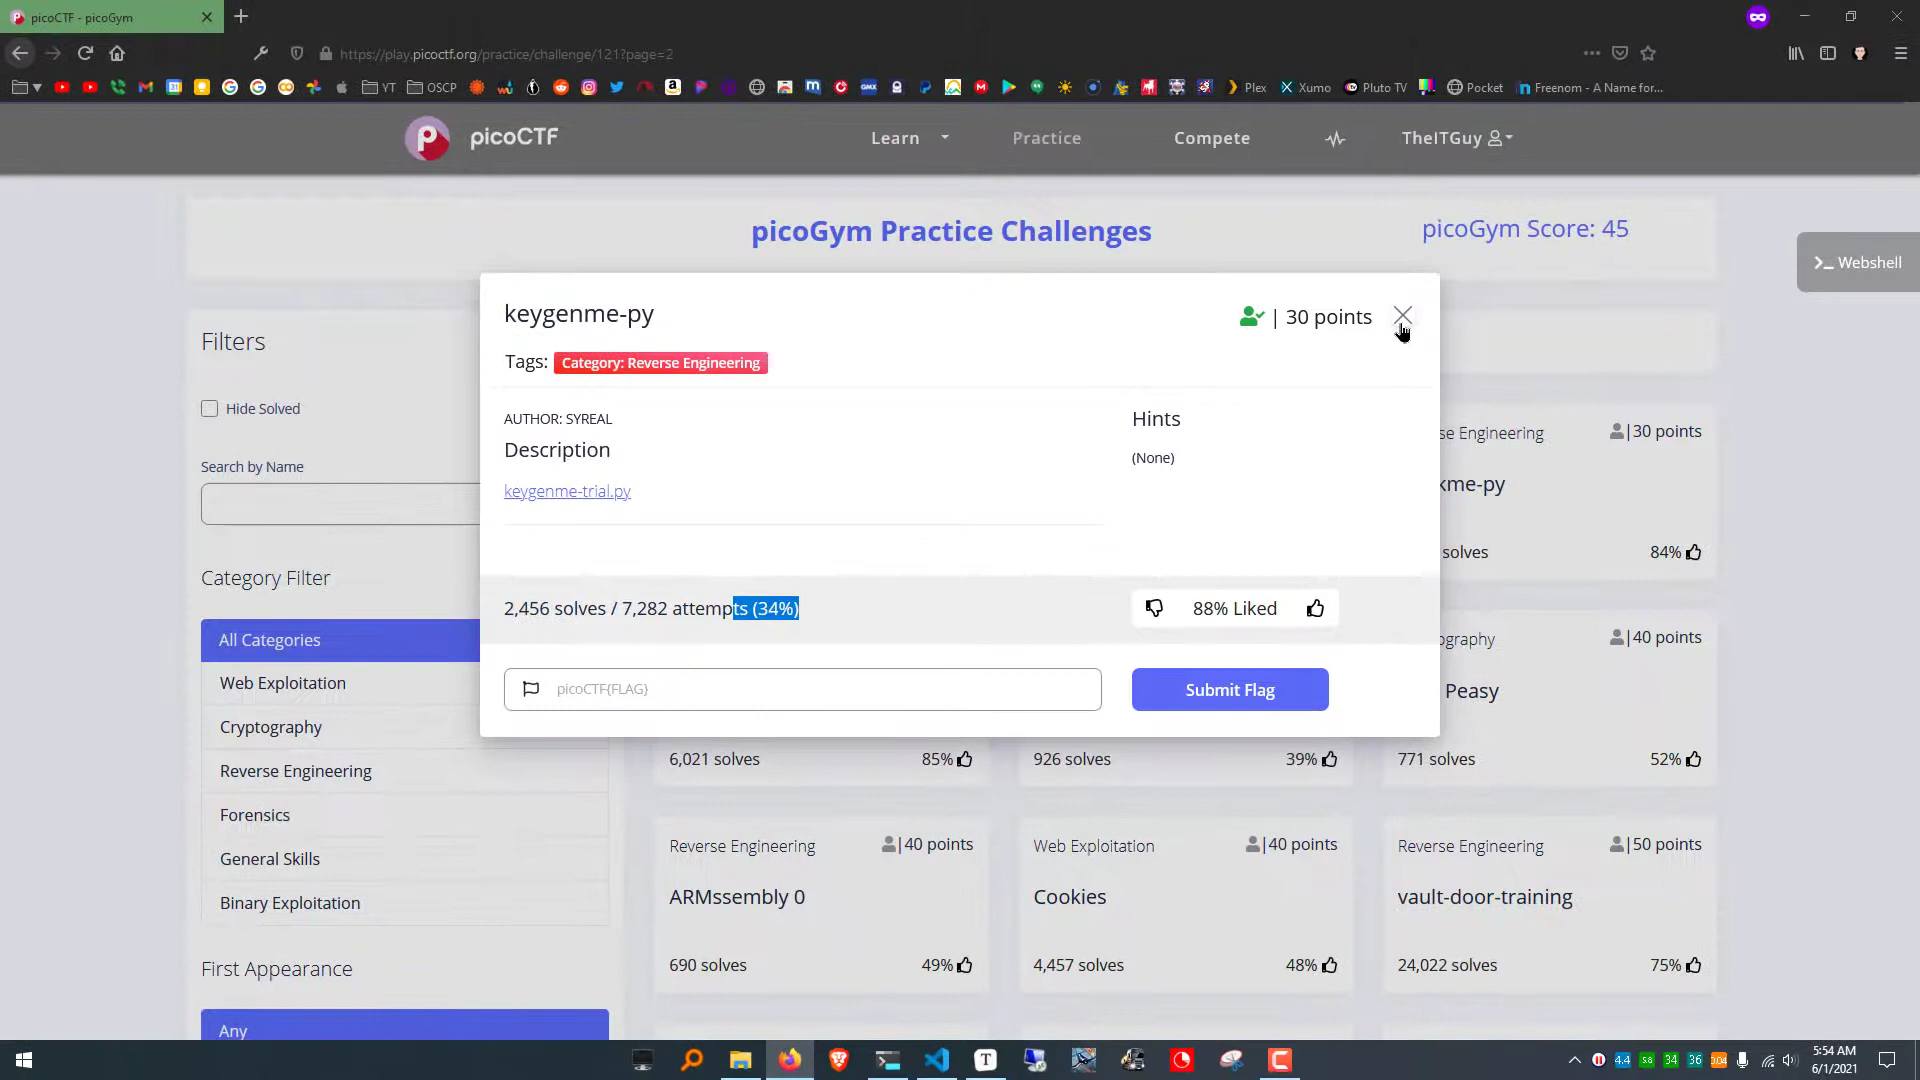 picoCTF - picoGym
https://play.picoctf.org/practice/challenge/121?page=2
YT
OSCP
Plex
Xumo
Pluto TV
Pocket
Freenom - A Name for...
picoCTF
Learn
Practice
Compete
TheITGuy
picoGym Practice Challenges
picoGym Score: 45
Webshell
keygenme-py
| 30 points
Tags: Category: Reverse Engineering
AUTHOR: SYREAL
Description
keygenme-trial.py
Hints
(None)
2,456 solves / 7,282 attempts (34%)
88% Liked
picoCTF{FLAG}
Submit Flag
Filters
Hide Solved
Search by Name
Category Filter
All Categories
Web Exploitation
Cryptography
Reverse Engineering
Forensics
General Skills
Binary Exploitation
First Appearance
Any
se Engineering
|30 points
kme-py
solves
84%
ography
|40 points
Peasy
6,021 solves
85%
926 solves
39%
771 solves
52%
Reverse Engineering
|40 points
ARMssembly 0
690 solves
49%
Web Exploitation
|40 points
Cookies
4,457 solves
48%
Reverse Engineering
|50 points
vault-door-training
24,022 solves
75%
4.4
34
36
5:54 AM
6/1/2021